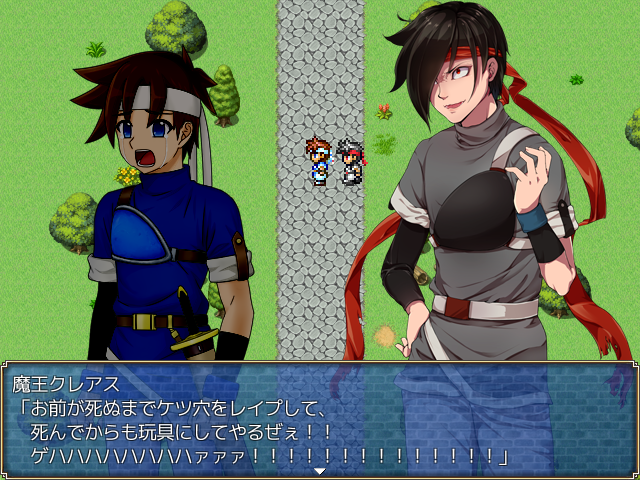 魔王クレアス
「お前が死ぬまでケツ穴をレイプして、
死んでからも玩具にしてやるぜぇ！！
ゲハハハハハハハハァァァ！！！！！！！！！！！！！！」